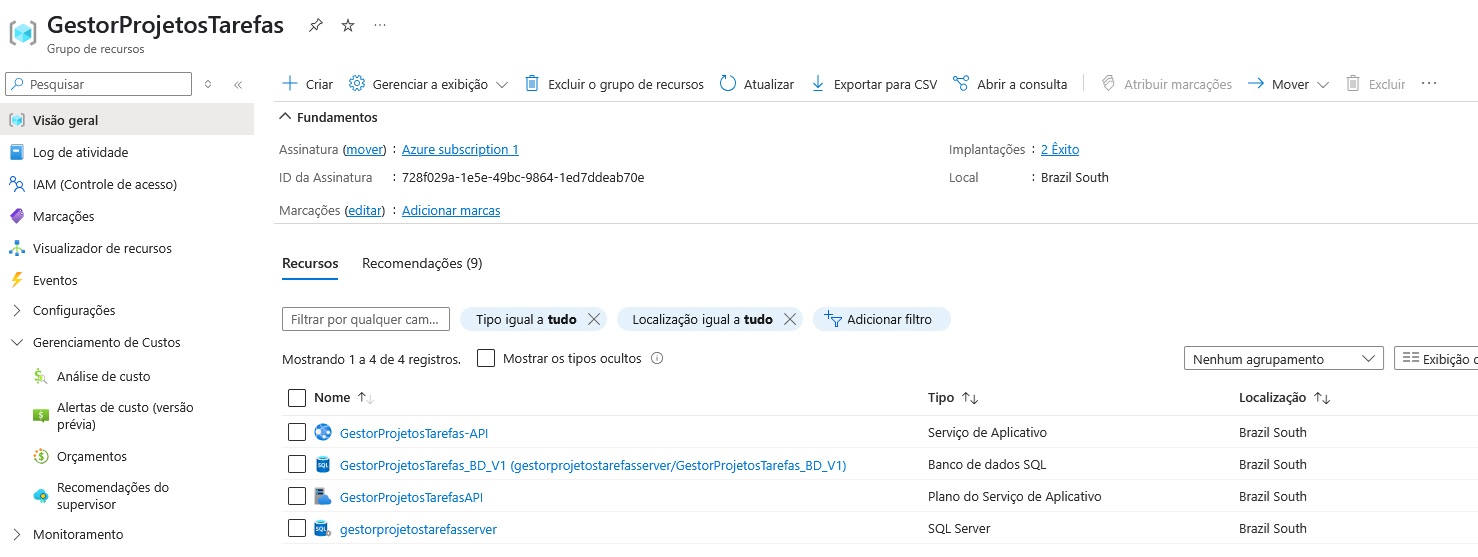 GestorProjetosTarefas
Grupo de recursos
Pesquisar
Visão geral
Log de atividade
IAM (Controle de acesso)
Marcações
Visualizador de recursos
Eventos
Configurações
Gerenciamento de Custos
Análise de custo
Alertas de custo (versão
prévia)
Orçamentos
Recomendações do
supervisor
Monitoramento
Criar Gerenciar a exibição Excluir o grupo de recursos Atualizar Exportar para CSV Abrir a consulta Atribuir marcações Mover Excluir
Fundamentos
Assinatura (mover) : Azure subscription 1
ID da Assinatura : 728f029a-1e5e-49bc-9864-1ed7ddeab70e
Marcações (editar) : Adicionar marcas
Implantações : 2 Êxito
Local : Brazil South
Recursos Recomendações (9)
Filtrar por qualquer cam... Tipo igual a tudo Localização igual a tudo Adicionar filtro
Mostrando 1 a 4 de 4 registros. Mostrar os tipos ocultos Nenhum agrupamento Exibição
Nome Tipo Localização
GestorProjetosTarefas-API Serviço de Aplicativo Brazil South
GestorProjetosTarefas_BD_V1 (gestorprojetostarefasserver/GestorProjetosTarefas_BD_V1) Banco de dados SQL Brazil South
GestorProjetosTarefasAPI Plano do Serviço de Aplicativo Brazil South
gestorprojetostarefasserver SQL Server Brazil South